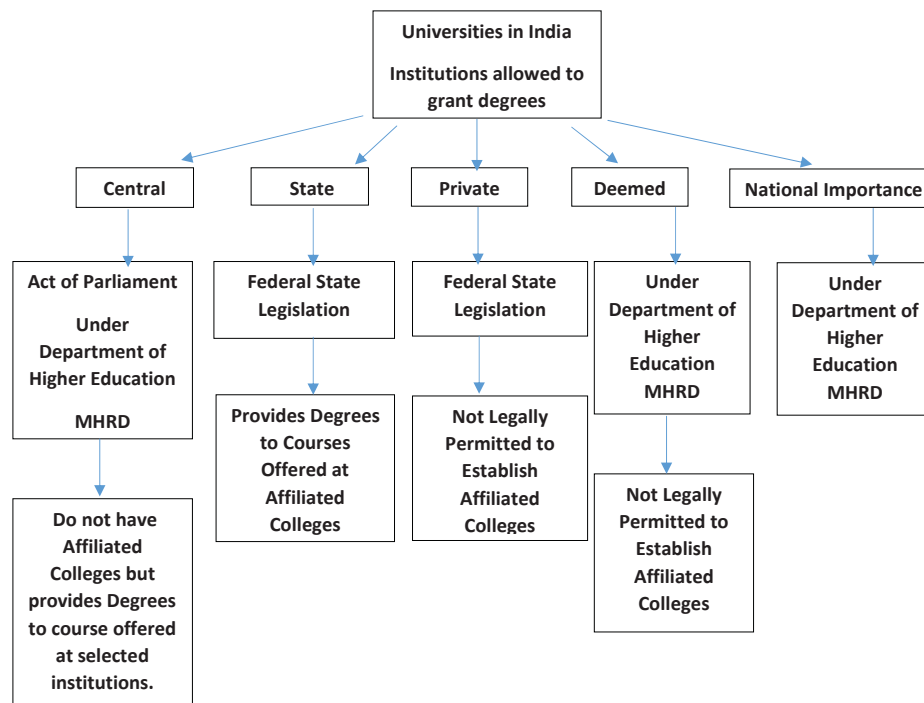 Universities in India
Institutions allowed to
grant degrees
Central
State
Private
Deemed
National Importance
Act of Parliament
Under
Department of
Higher Education
MHRD
Federal State
Legislation
Federal State
Legislation
Under
Department of
Higher
Education
MHRD
Under
Department of
Higher
Education
MHRD
Provides Degrees
to Courses
Offered at
Affiliated
Colleges
Not Legally
Permitted to
Establish
Affiliated
Colleges
Not Legally
Permitted to
Establish
Affiliated
Colleges
Do not have
Affiliated
Colleges but
provides Degrees
to course offered
at selected
institutions.